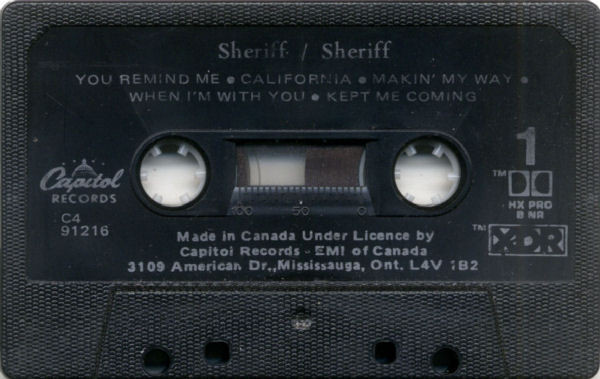 Sheriff / Sheriff
YOU REMIND ME • CALIFORNIA • MAKIN' MY WAY •
WHEN I'M WITH YOU • KEPT ME COMING
1
Capitol
RECORDS
C4
91216
TM
HX PRO
B NR
100 50 0
TM XDR
Made in Canada Under Licence by
Capitol Records - EMI of Canada
3109 American Dr.,Mississauga, Ont. L4V 1B2